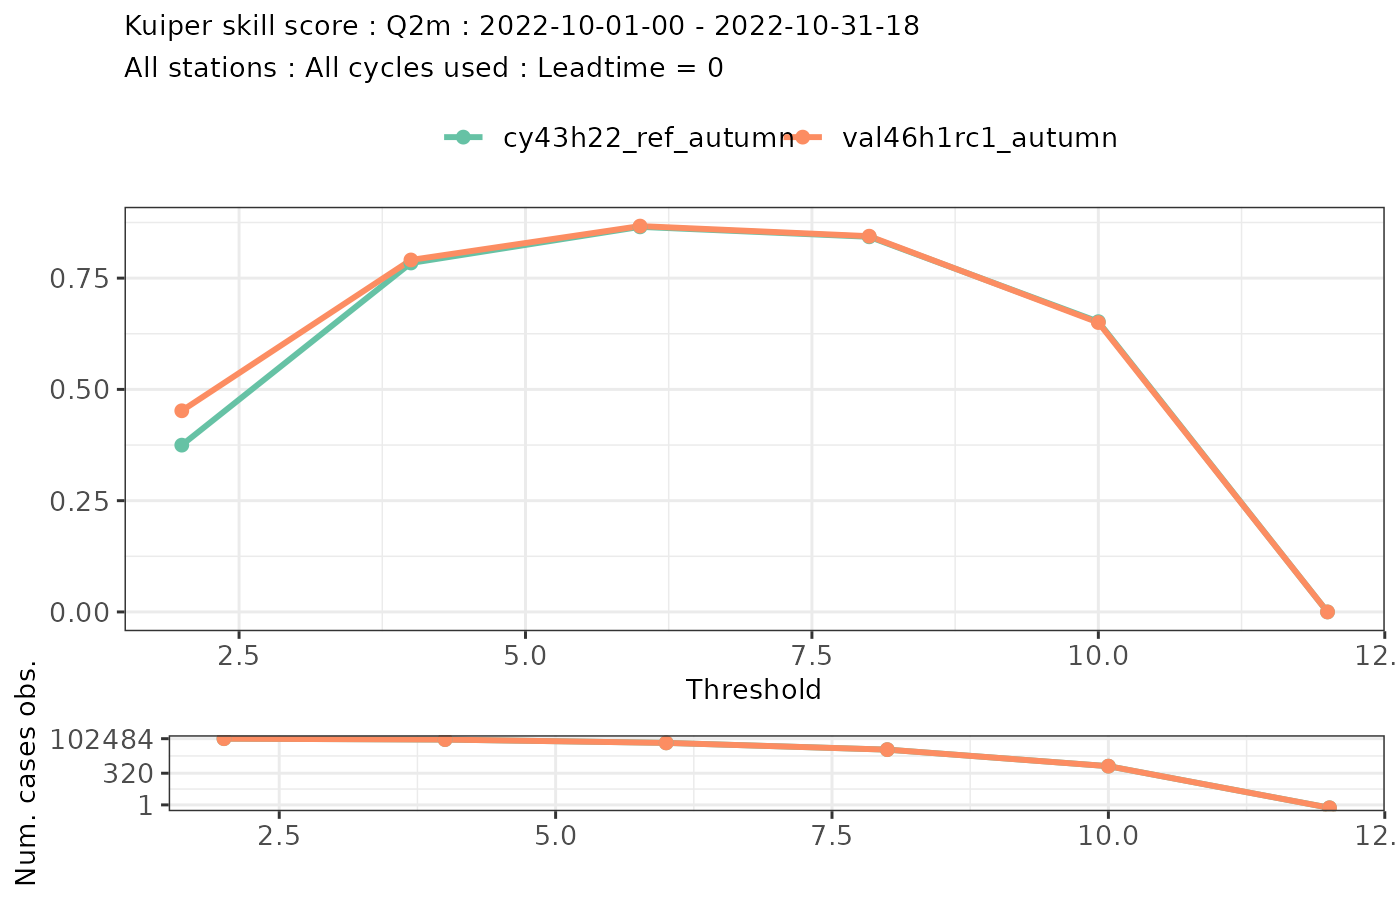 Kuiper skill score : Q2m : 2022-10-01-00 - 2022-10-31-18
All stations : All cycles used : Leadtime = 0
cy43h22_ref_autumn val46h1rc1_autumn
0.75
0.50
0.25
0.00
2.5 5.0 7.5 10.0 12.
Threshold
Num. cases obs.
102484
320
1
2.5 5.0 7.5 10.0 12.